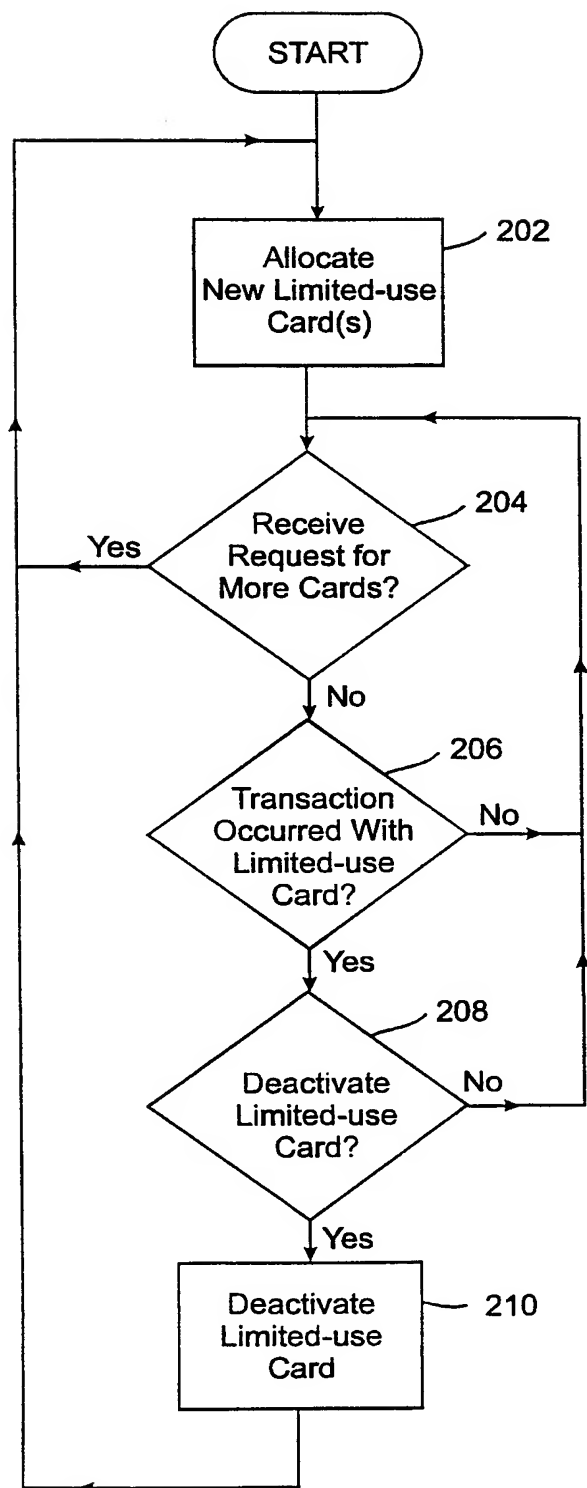 START
202
Allocate
New Limited-use
Card(s)
204
Receive
Request for
More Cards?
Yes
No
206
Transaction
Occurred With
Limited-use
Card?
No
Yes
208
Deactivate
Limited-use
Card?
No
Yes
210
Deactivate
Limited-use
Card